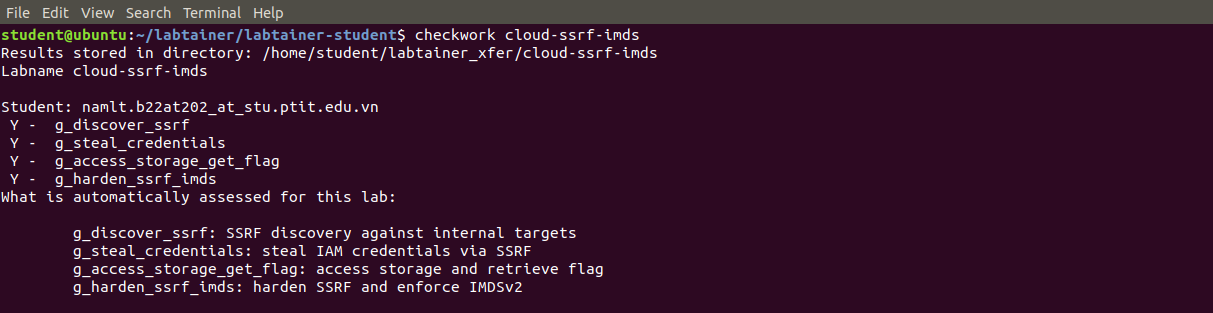 File Edit View Search Terminal Help
student@ubuntu:~/labtainer/labtainer-student$ checkwork cloud-ssrf-imds
Results stored in directory: /home/student/labtainer_xfer/cloud-ssrf-imds
Labname cloud-ssrf-imds

Student: namlt.b22at202_at_stu.ptit.edu.vn
 Y -  g_discover_ssrf
 Y -  g_steal_credentials
 Y -  g_access_storage_get_flag
 Y -  g_harden_ssrf_imds
What is automatically assessed for this lab:

        g_discover_ssrf: SSRF discovery against internal targets
        g_steal_credentials: steal IAM credentials via SSRF
        g_access_storage_get_flag: access storage and retrieve flag
        g_harden_ssrf_imds: harden SSRF and enforce IMDSv2